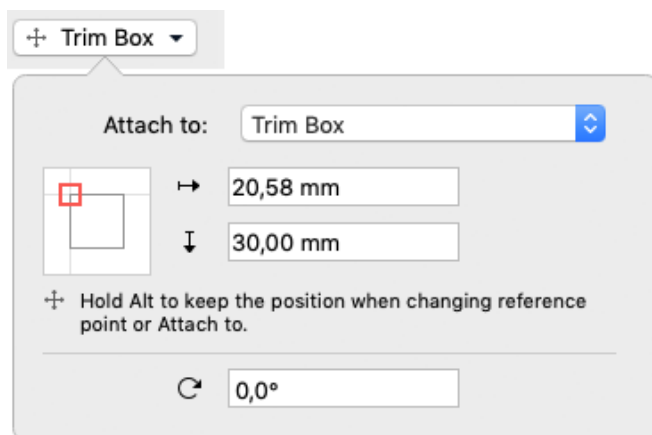 Trim Box
Attach to: Trim Box
20,58 mm
30,00 mm
Hold Alt to keep the position when changing reference
point or Attach to.
0,0°